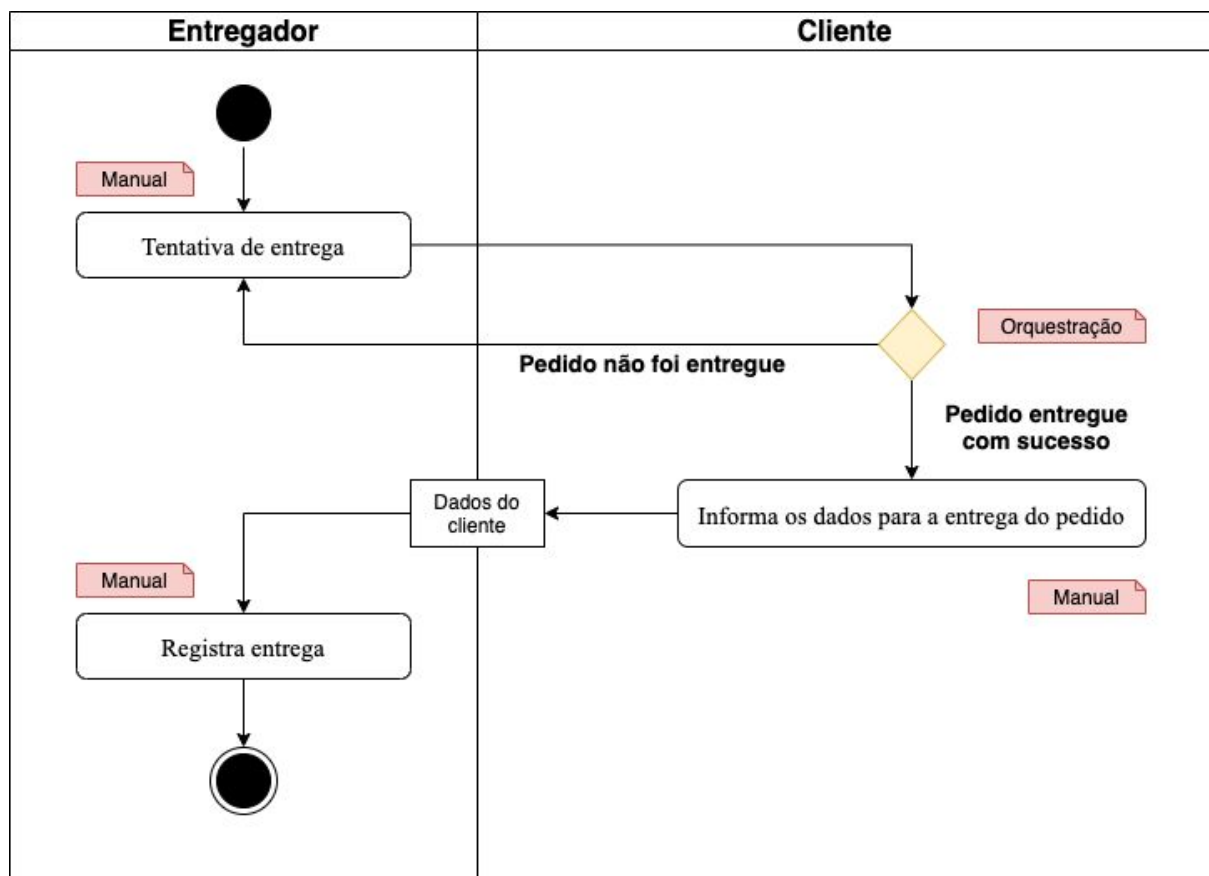 Entregador
Cliente
Manual
Tentativa de entrega
Orquestração
Pedido não foi entregue
Pedido entregue
com sucesso
Dados do
cliente
Informa os dados para a entrega do pedido
Manual
Manual
Registra entrega